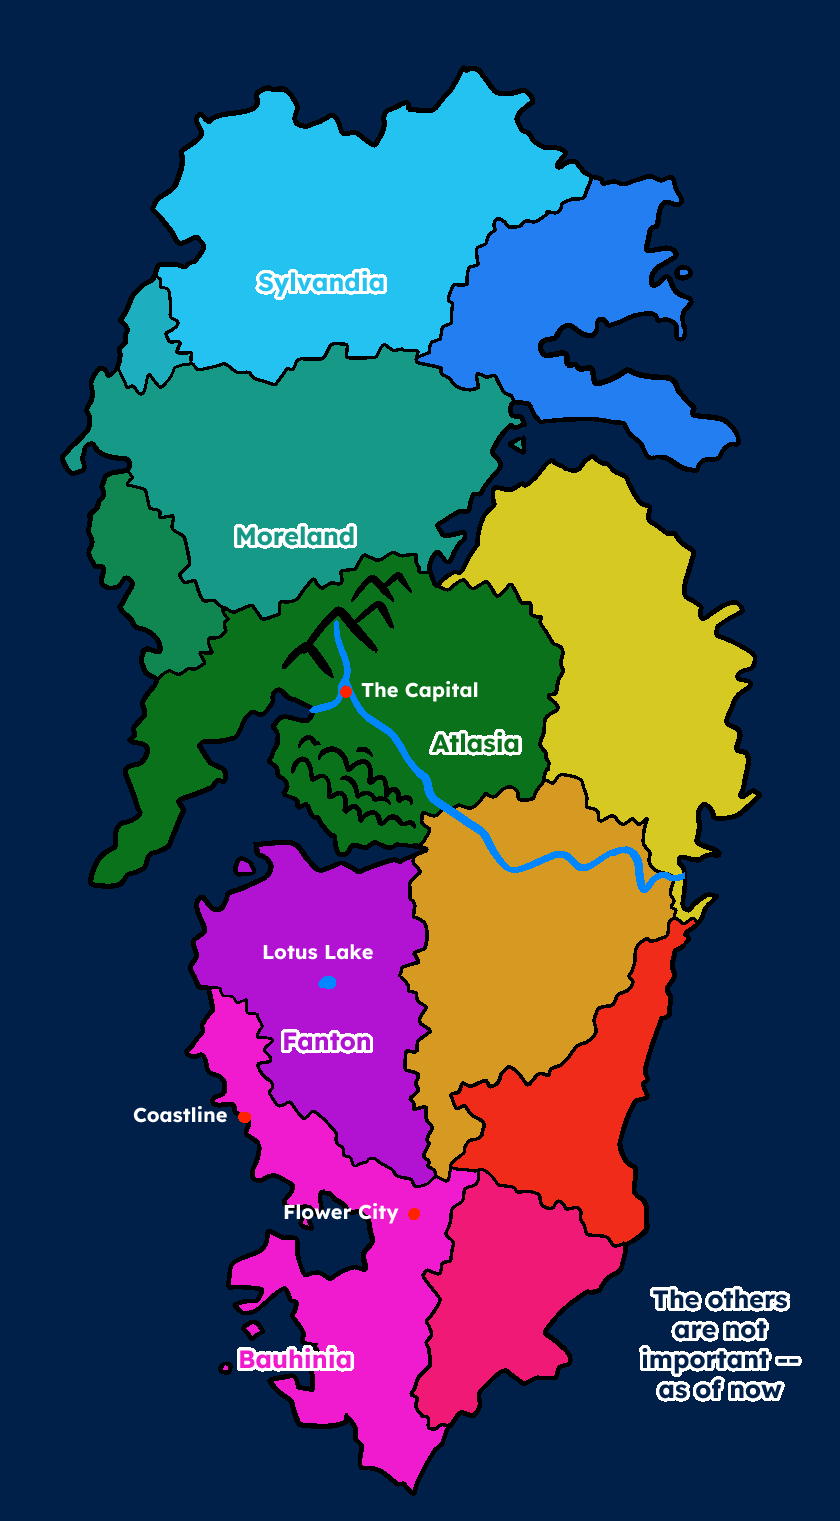 Sylvandia
Moreland
The Capital
Atlasia
Lotus Lake
Fanton
Coastline
Flower City
Bauhinia
The others
are not
important --
as of now